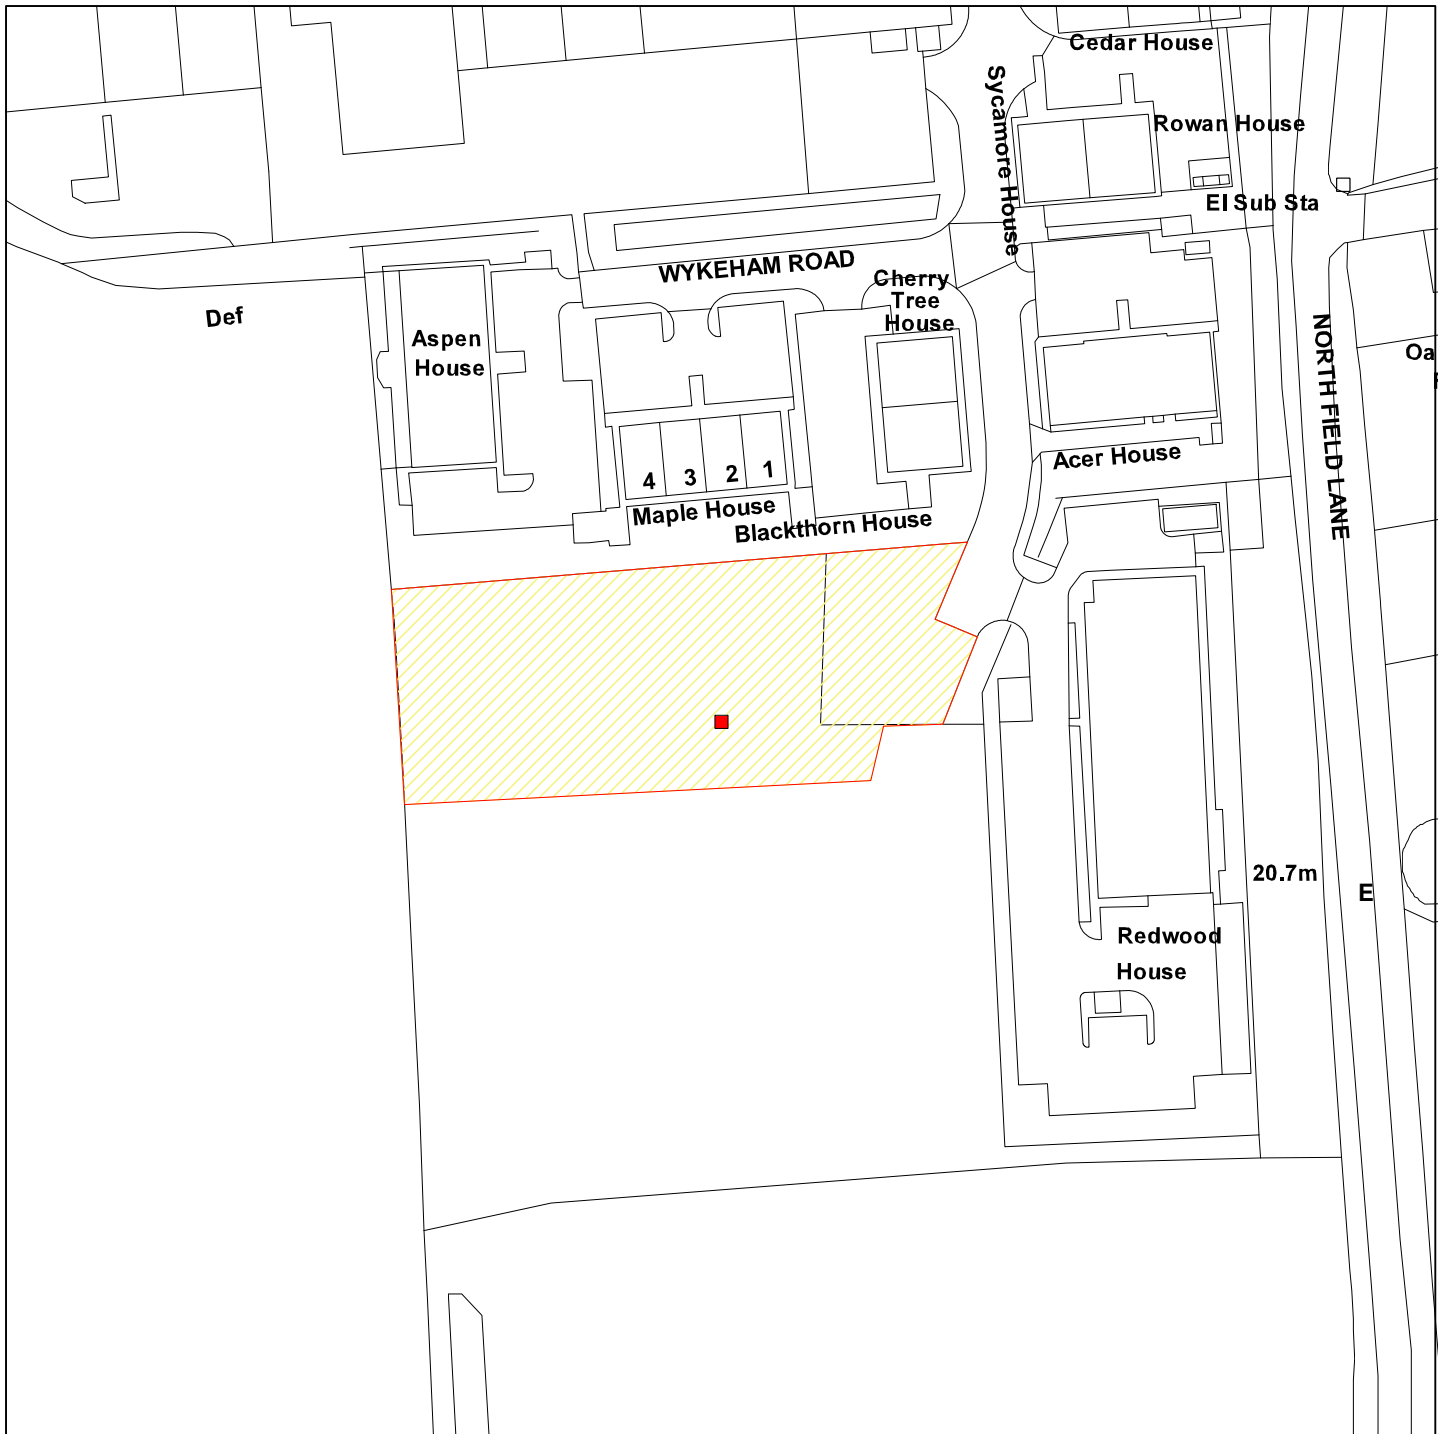 Cedar House
Sycamore House
Rowan House
El Sub Sta
WYKEHAM ROAD
Cherry
Tree
House
Def
Aspen
House
NORTH FIELD LANE
Oa
4 3 2 1
Acer House
Maple House
Blackthorn House
20.7m
E
Redwood
House